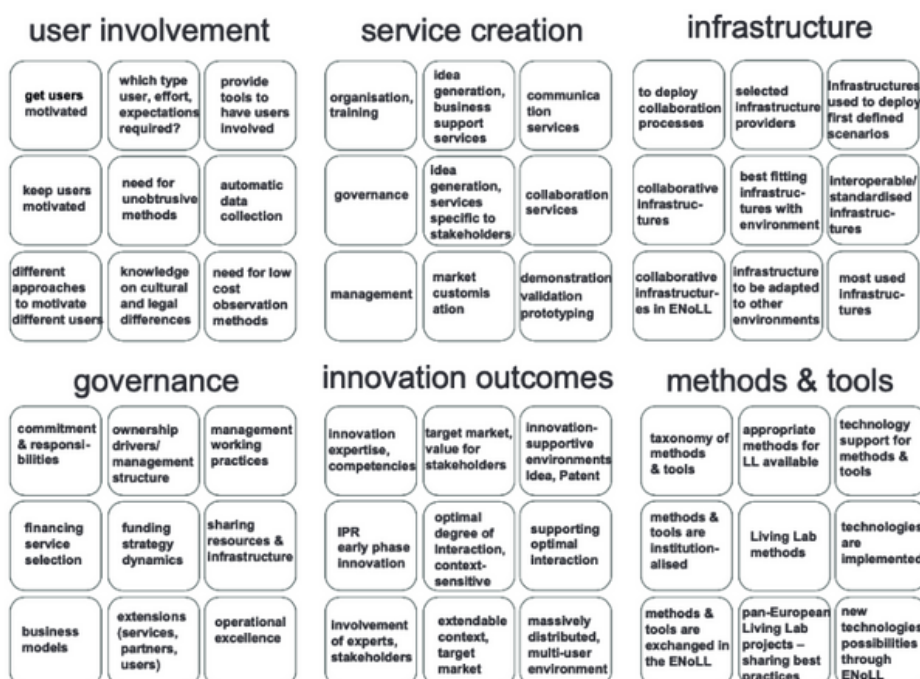 user involvement
get users
motivated
which type
user, effort,
expectations
required?
provide
tools to
have users
involved
keep users
motivated
need for
unobtrusive
methods
automatic
data
collection
different
approaches
to motivate
different users
knowledge
on cultural
and legal
differences
need for low
cost
observation
methods
service creation
organisation,
training
idea
generation,
business
support
services
communica
tion
services
governance
idea
generation,
services
specific to
stakeholders
collaboration
services
management
market
customis
ation
demonstration
validation
prototyping
infrastructure
to deploy
collaboration
processes
selected
infrastructure
providers
Infrastructures
used to deploy
first defined
scenarios
collaborative
infrastruc-
tures
best fitting
infrastruc-
tures with
environment
interoperable/
standardised
infrastruc-
tures
collaborative
infrastructur-
es in ENoLL
infrastructure
to be adapted
to other
environments
most used
infrastruc-
tures
governance
commitment
& responsi-
bilities
ownership
drivers/
management
structure
management
working
practices
financing
service
selection
funding
strategy
dynamics
sharing
resources &
infrastructure
business
models
extensions
(services,
partners,
users)
operational
excellence
innovation outcomes
innovation
expertise,
competencies
target market,
value for
stakeholders
innovation-
supportive
environments
Idea, Patent
IPR
early phase
innovation
optimal
degree of
Interaction,
context-
sensitive
supporting
optimal
Interaction
Involvement
of experts,
stakeholders
extendable
context,
target
market
massively
distributed,
multi-user
environment
methods & tools
taxonomy of
methods
& tools
appropriate
methods for
LL available
technology
support for
methods &
tools
methods &
tools are
institution-
alised
Living Lab
methods
technologies
are
implemented
methods &
tools are
exchanged in
the ENoLL
pan-European
Living Lab
projects –
sharing best
practices
new
technologies
possibilities
through
ENoLL